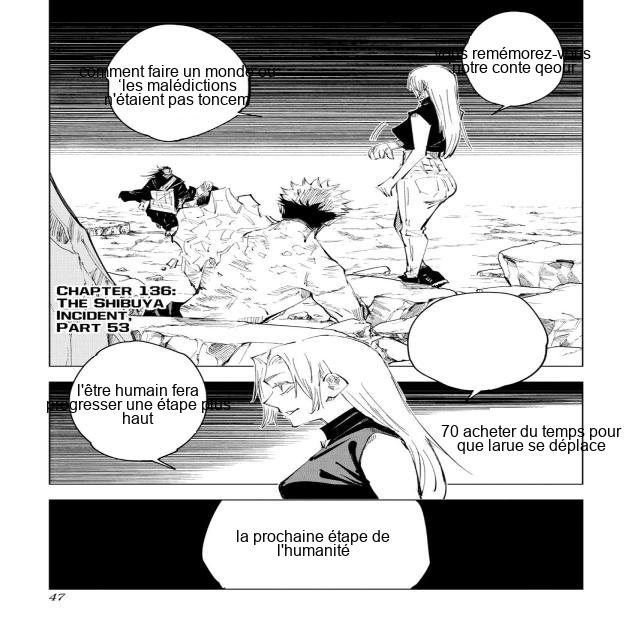 vous remémorez-vous
notre conte qeour
comment faire un monde où
‘les malédictions
n'étaient pas toncem
CHAPTER 136:
THE SHIBUYA
INCIDENT,
PART 53
l'être humain fera
progresser une étape plus
haut
70 acheter du temps pour
que larue se déplace
la prochaine étape de
l'humanité
47